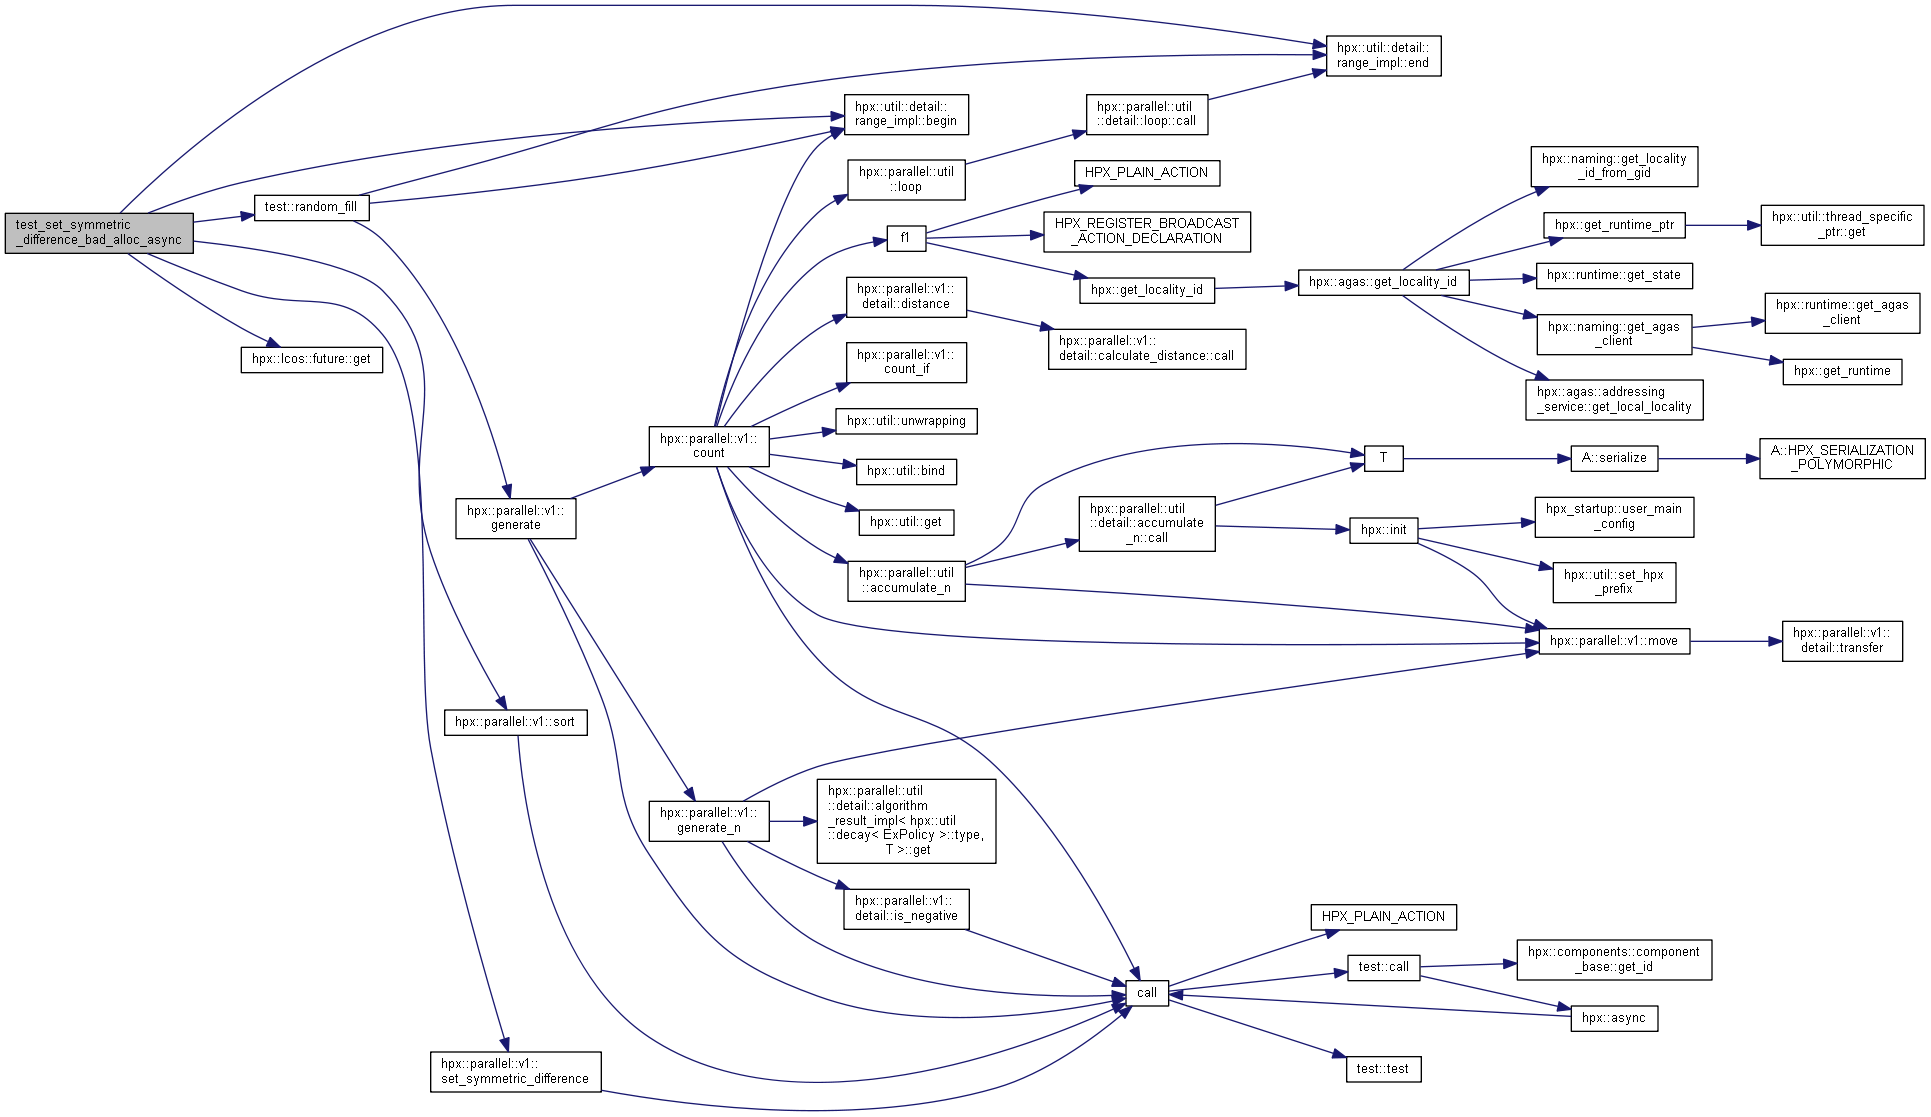 hpx::util::detail::
range_impl::end
hpx::util::detail::
range_impl::begin
hpx::parallel::util
::detail::loop::call
hpx::naming::get_locality
_id_from_gid
hpx::parallel::util
::loop
HPX_PLAIN_ACTION
test::random_fill
test_set_symmetric
_difference_bad_alloc_async
f1
HPX_REGISTER_BROADCAST
_ACTION_DECLARATION
hpx::get_runtime_ptr
hpx::util::thread_specific
_ptr::get
hpx::get_locality_id
hpx::agas::get_locality_id
hpx::runtime::get_state
hpx::parallel::v1::
detail::distance
hpx::runtime::get_agas
_client
hpx::naming::get_agas
_client
hpx::parallel::v1::
detail::calculate_distance::call
hpx::lcos::future::get
hpx::parallel::v1::
count_if
hpx::get_runtime
hpx::agas::addressing
_service::get_local_locality
hpx::util::unwrapping
hpx::parallel::v1::
count
hpx::util::bind
T
A::serialize
A::HPX_SERIALIZATION
_POLYMORPHIC
hpx::parallel::v1::
generate
hpx::util::get
hpx::parallel::util
::detail::accumulate
_n::call
hpx::init
hpx_startup::user_main
_config
hpx::parallel::util
::accumulate_n
hpx::util::set_hpx
_prefix
hpx::parallel::v1::move
hpx::parallel::v1::
detail::transfer
hpx::parallel::v1::sort
hpx::parallel::v1::
generate_n
hpx::parallel::util
::detail::algorithm
_result_impl< hpx::util
::decay< ExPolicy >::type,
T >::get
hpx::parallel::v1::
detail::is_negative
HPX_PLAIN_ACTION
call
test::call
hpx::components::component
_base::get_id
hpx::async
test::test
hpx::parallel::v1::
set_symmetric_difference